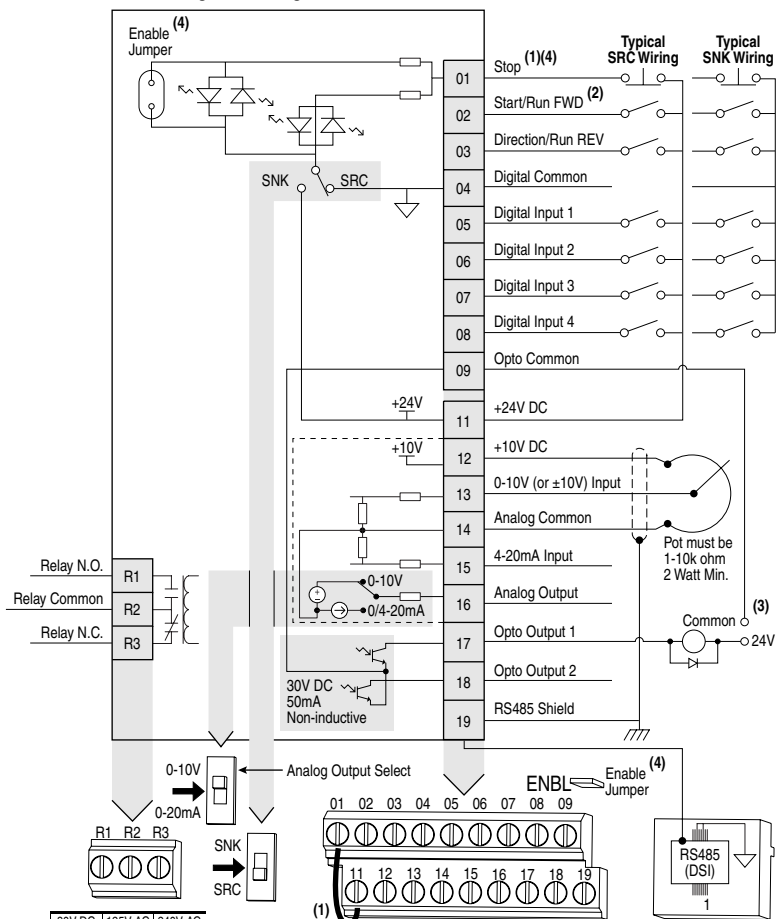 Enable (4)
Jumper
Typical
SRC Wiring
Typical
SNK Wiring
01 Stop (1)(4)
02 Start/Run FWD (2)
03 Direction/Run REV
SNK SRC
04 Digital Common
05 Digital Input 1
06 Digital Input 2
07 Digital Input 3
08 Digital Input 4
09 Opto Common
+24V
11 +24V DC
+10V
12 +10V DC
13 0-10V (or ±10V) Input
14 Analog Common
Pot must be
1-10k ohm
2 Watt Min.
15 4-20mA Input
Relay N.O. R1
Relay Common R2
Relay N.C. R3
0-10V
0/4-20mA
16 Analog Output
Common (3)
24V
17 Opto Output 1
18 Opto Output 2
30V DC
50mA
Non-inductive
19 RS485 Shield
0-10V
0-20mA
Analog Output Select
ENBL Enable (4)
Jumper
R1 R2 R3
SNK
SRC
01 02 03 04 05 06 07 08 09
11 12 13 14 15 16 17 18 19
(1)
RS485
(DSI)
1
30V DC 125V AC 240V AC